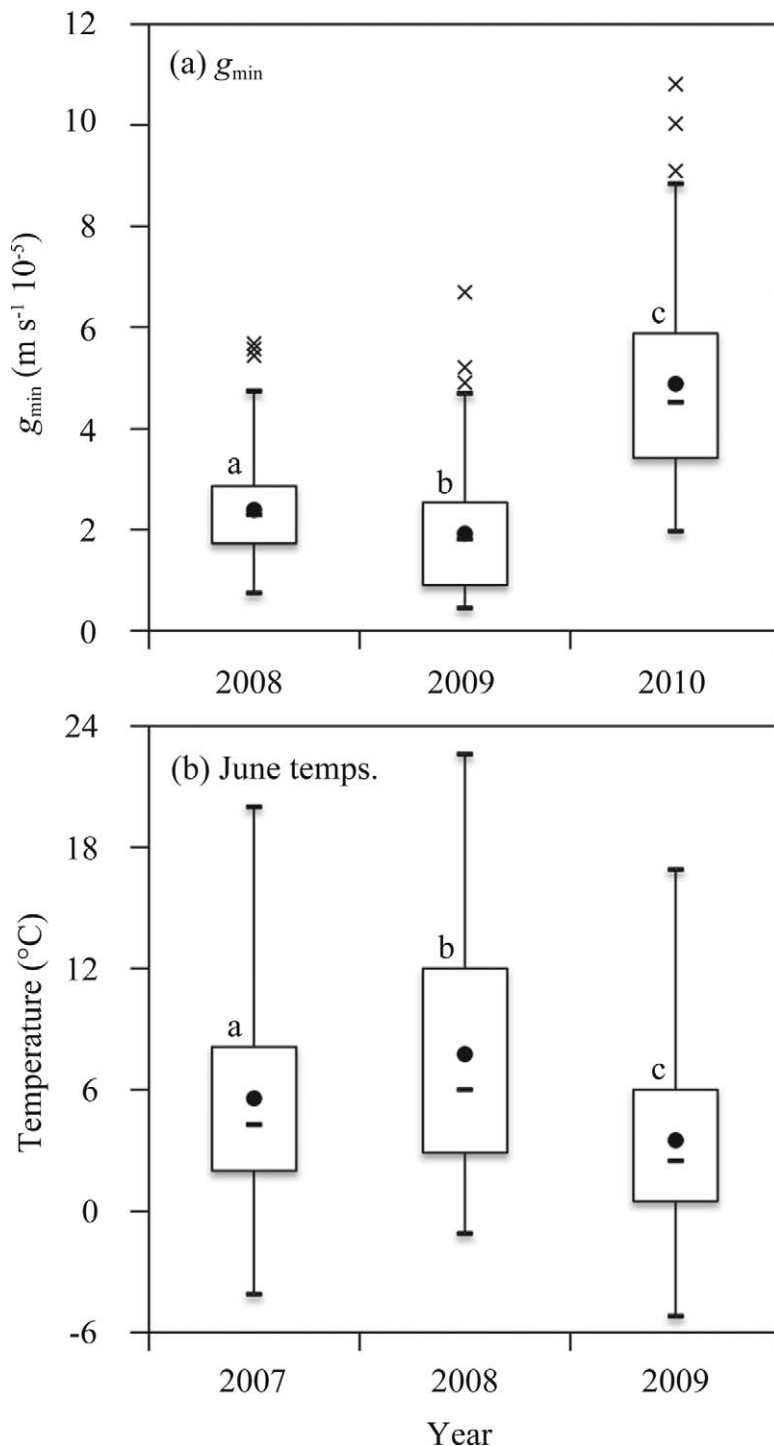 12
(a) gmin
10
8
6
4
2
0
gmin (m s-1 10-5)
a
b
c
2008 2009 2010
24
(b) June temps.
18
12
6
0
-6
Temperature (°C)
a
b
c
2007 2008 2009
Year